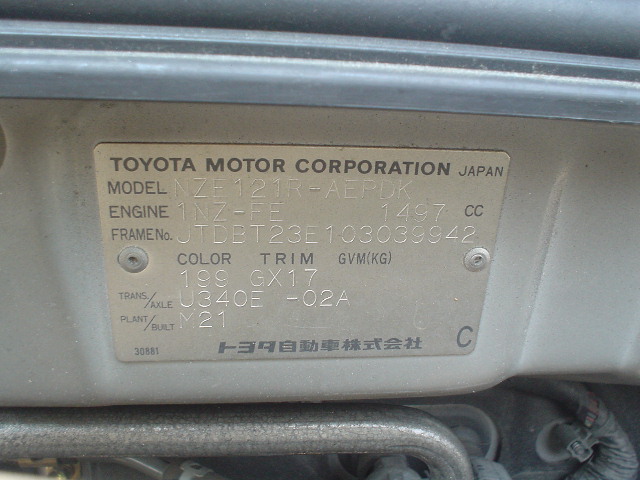 TOYOTA MOTOR CORPORATION JAPAN
MODEL NZE121R-AEPDK
ENGINE 1NZ-FE 1497 CC
FRAME No. JTDBT23E103039942
COLOR TRIM GVM(KG)
199 GX17
TRANS./AXLE U340E -02A
PLANT/BUILT M21
30881 トヨタ自動車株式会社 C